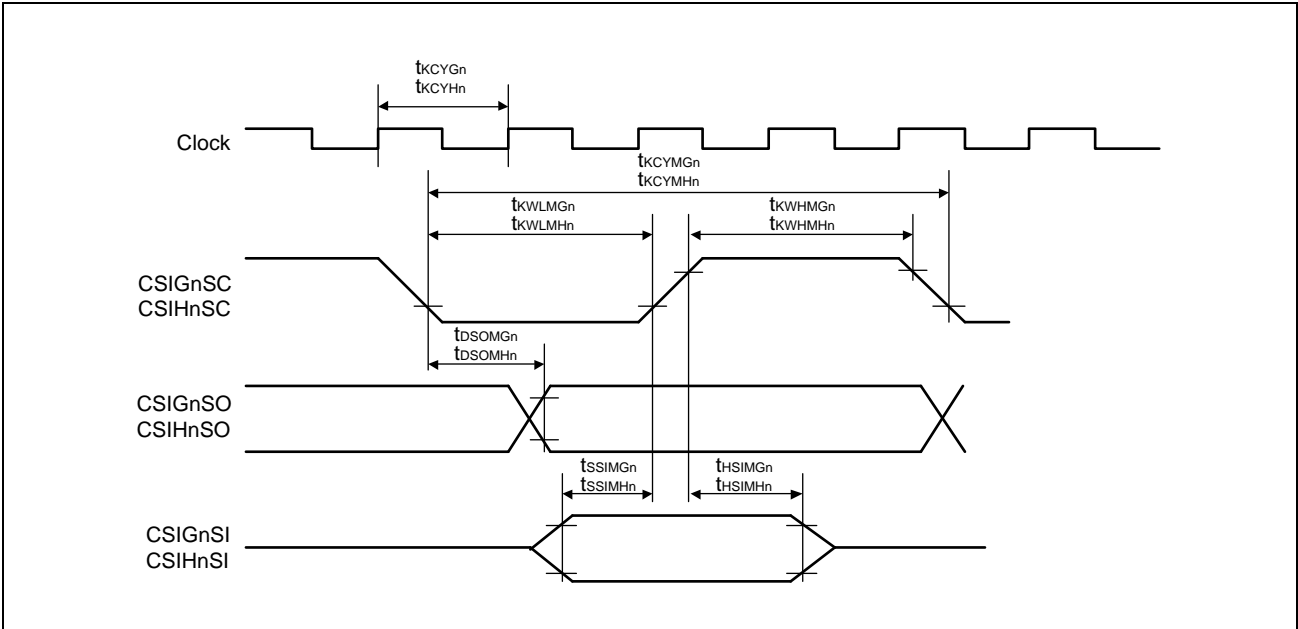 tKCYGn
tKCYHn
Clock
tKCYMGn
tKCYMHn
tKWLMGn
tKWLMHn
tKWHMGn
tKWHMHn
CSIGnSC
CSIHnSC
tDSOMGn
tDSOMHn
CSIGnSO
CSIHnSO
tSSIMGn
tSSIMHn
tHSIMGn
tHSIMHn
CSIGnSI
CSIHnSI